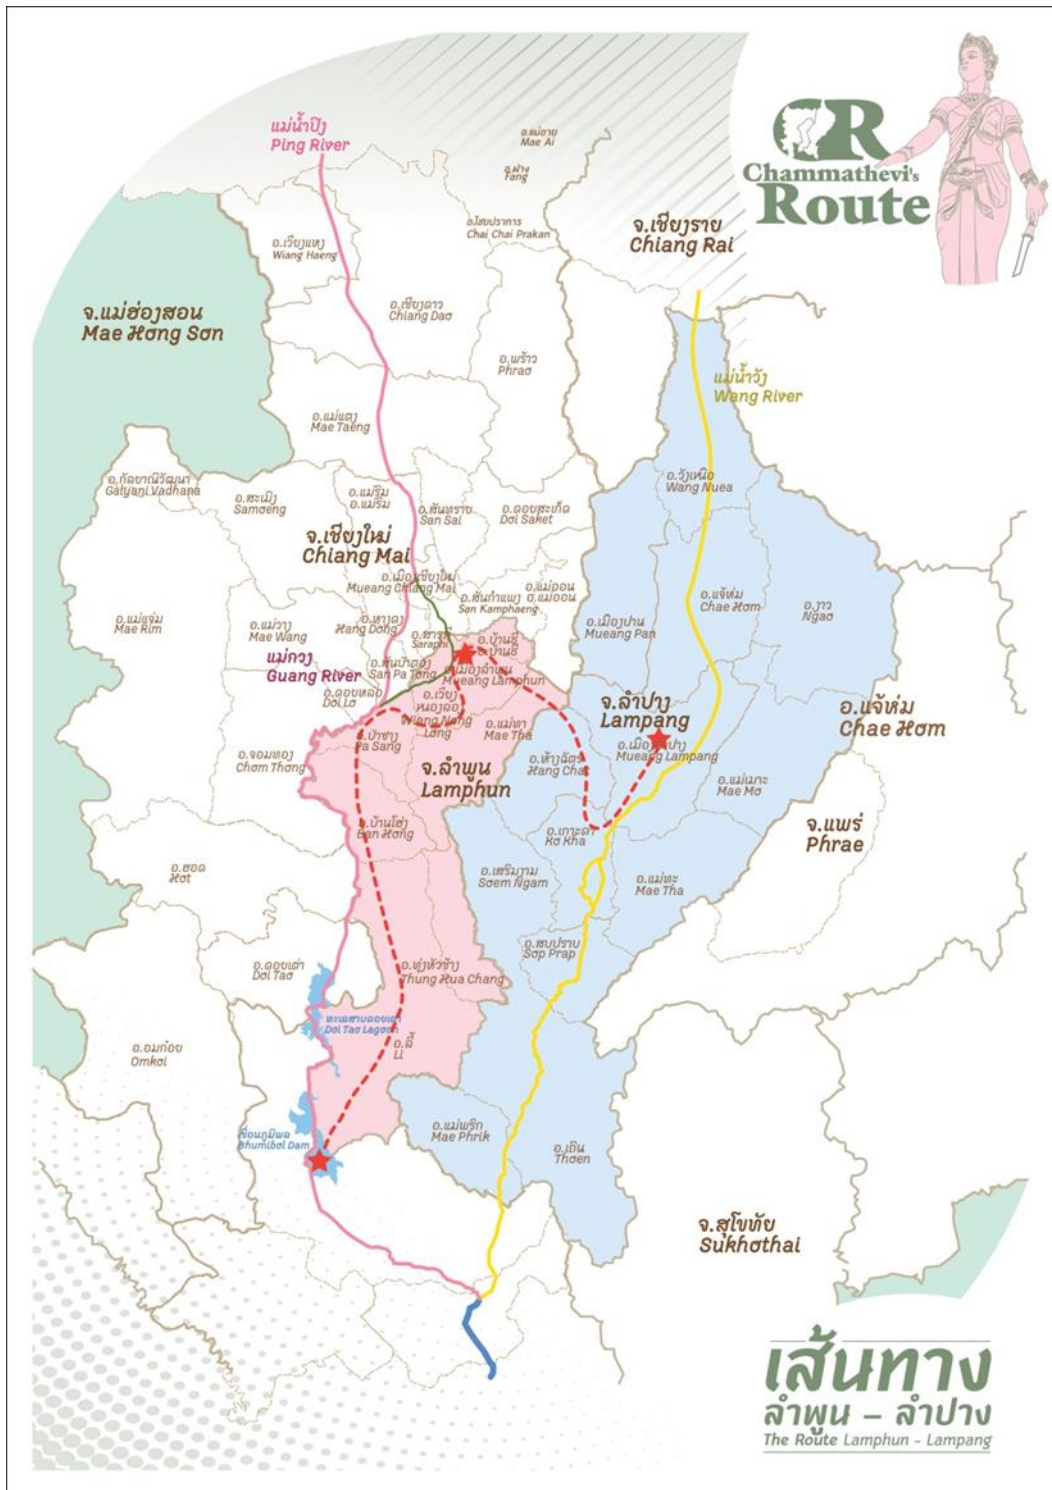 แม่น้ำปิง
Ping River
อ.แม่อาย
Mae Ai
อ.ฝาง
Fang
CR
Chammathevi's
Route
อ.ไชยปราการ
Chai Chai Prakan
จ.เชียงราย
Chiang Rai
อ.เวียงแหง
Wiang Haeng
จ.แม่ฮ่องสอน
Mae Hong Son
อ.เชียงดาว
Chiang Dao
อ.พร้าว
Phrao
แม่น้ำวัง
Wang River
อ.แม่แตง
Mae Taeng
อ.กัลยาณิวัฒนา
Galyani Vadhana
อ.สะเมิง
Samoeng
อ.แม่ริม
อ.แม่ริม
อ.สันทราย
San Sai
อ.ดอยสะเก็ด
Doi Saket
อ.วังเหนือ
Wang Nuea
จ.เชียงใหม่
Chiang Mai
อ.เมืองเชียงใหม่
Mueang Chiang Mai
อ.สันกำแพง
San Kamphaeng
อ.แม่ออน
อ.แม่ออน
อ.แจ้ห่ม
Chae Hom
อ.งาว
Ngao
อ.แม่แจ่ม
Mae Rim
อ.แม่วาง
Mae Wang
อ.หางดง
Hang Dong
อ.สารภี
Saraphi
อ.บ้านธิ
อ.บ้านธิ
อ.เมืองปาน
Mueang Pan
แม่กวง
Guang River
อ.สันป่าตอง
San Pa Tong
อ.เมืองลำพูน
Mueang Lamphun
อ.ดอยหล่อ
Doi Lo
อ.เวียง
หนองล่อง
Wiang Nong
Long
จ.ลำปาง
Lampang
อ.แจ้ห่ม
Chae Hom
อ.ป่าซาง
Pa Sang
อ.แม่ทา
Mae Tha
อ.เมืองลำปาง
Mueang Lampang
อ.จอมทอง
Chom Thong
จ.ลำพูน
Lamphun
อ.ห้างฉัตร
Hang Chat
อ.แม่เมาะ
Mae Mo
อ.บ้านโฮ่ง
Ban Hong
อ.เกาะคา
Ko Kha
จ.แพร่
Phrae
อ.ฮอด
Hot
อ.เสริมงาม
Soem Ngam
อ.แม่ทะ
Mae Tha
อ.สบปราบ
Sop Prap
อ.ดอยเต่า
Doi Tao
อ.ทุ่งหัวช้าง
Thung Hua Chang
ทะเลสาบดอยเต่า
Doi Tao Lagoon
อ.ลี้
Li
อ.อมก๋อย
Omkoi
เขื่อนภูมิพล
Bhumibol Dam
อ.แม่พริก
Mae Phrik
อ.เถิน
Thoen
จ.สุโขทัย
Sukhothai
เส้นทาง
ลำพูน – ลำปาง
The Route Lamphun - Lampang